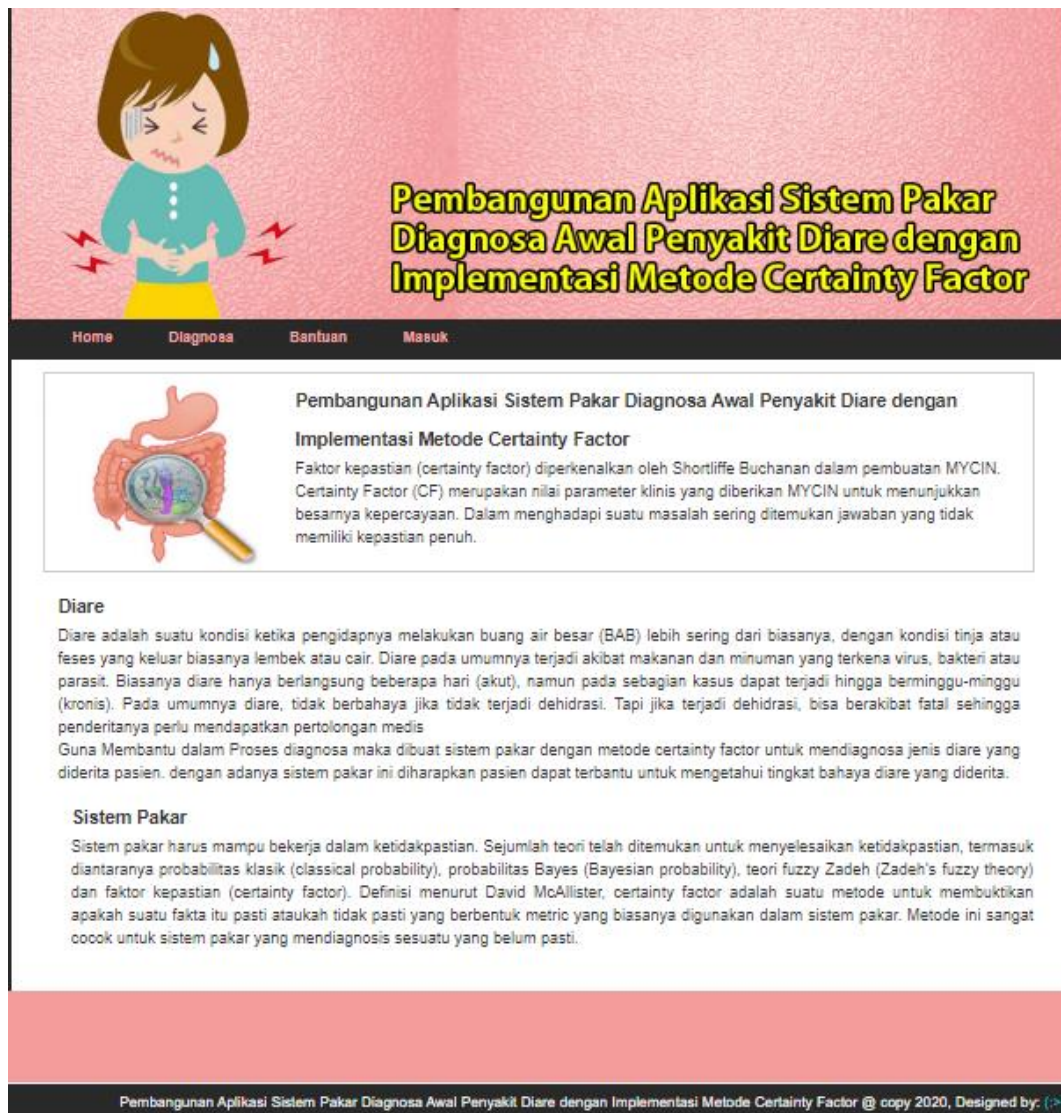 Pembangunan Aplikasi Sistem Pakar
Diagnosa Awal Penyakit Diare dengan
Implementasi Metode Certainty Factor
Home Diagnosa Bantuan Masuk
Pembangunan Aplikasi Sistem Pakar Diagnosa Awal Penyakit Diare dengan
Implementasi Metode Certainty Factor
Faktor kepastian (certainty factor) diperkenalkan oleh Shortliffe Buchanan dalam pembuatan MYCIN.
Certainty Factor (CF) merupakan nilai parameter klinis yang diberikan MYCIN untuk menunjukkan
besarnya kepercayaan. Dalam menghadapi suatu masalah sering ditemukan jawaban yang tidak
memiliki kepastian penuh.
Diare
Diare adalah suatu kondisi ketika pengidapnya melakukan buang air besar (BAB) lebih sering dari biasanya, dengan kondisi tinja atau
feses yang keluar biasanya lembek atau cair. Diare pada umumnya terjadi akibat makanan dan minuman yang terkena virus, bakteri atau
parasit. Biasanya diare hanya berlangsung beberapa hari (akut), namun pada sebagian kasus dapat terjadi hingga berminggu-minggu
(kronis). Pada umumnya diare, tidak berbahaya jika tidak terjadi dehidrasi. Tapi jika terjadi dehidrasi, bisa berakibat fatal sehingga
penderitanya perlu mendapatkan pertolongan medis
Guna Membantu dalam Proses diagnosa maka dibuat sistem pakar dengan metode certainty factor untuk mendiagnosa jenis diare yang
diderita pasien. dengan adanya sistem pakar ini diharapkan pasien dapat terbantu untuk mengetahui tingkat bahaya diare yang diderita.
Sistem Pakar
Sistem pakar harus mampu bekerja dalam ketidakpastian. Sejumlah teori telah ditemukan untuk menyelesaikan ketidakpastian, termasuk
diantaranya probabilitas klasik (classical probability), probabilitas Bayes (Bayesian probability), teori fuzzy Zadeh (Zadeh's fuzzy theory)
dan faktor kepastian (certainty factor). Definisi menurut David McAllister, certainty factor adalah suatu metode untuk membuktikan
apakah suatu fakta itu pasti ataukah tidak pasti yang berbentuk metric yang biasanya digunakan dalam sistem pakar. Metode ini sangat
cocok untuk sistem pakar yang mendiagnosis sesuatu yang belum pasti.
Pembangunan Aplikasi Sistem Pakar Diagnosa Awal Penyakit Diare dengan Implementasi Metode Certainty Factor @ copy 2020, Designed by: